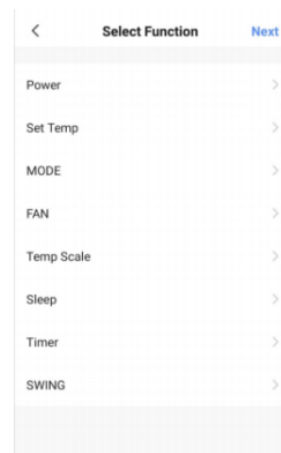 Select Function Next
Power
Set Temp
MODE
FAN
Temp Scale
Sleep
Timer
SWING